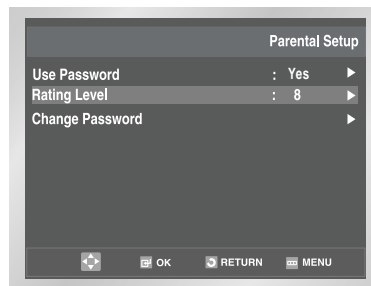 Parental Setup
Use Password : Yes
Rating Level : 8
Change Password
OK RETURN MENU